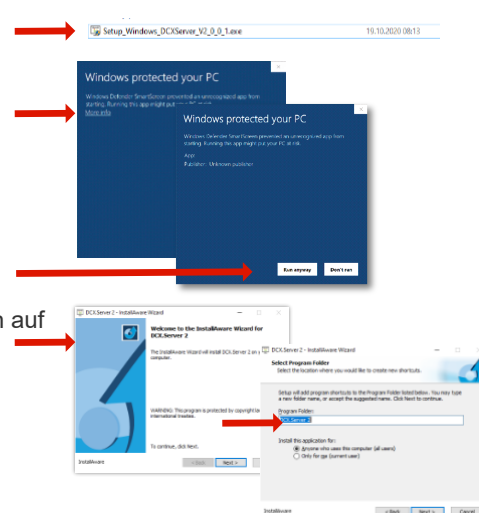 Setup_Windows_DCXServer_V2_0_0_1.exe 19.10.2020 08:13
Windows protected your PC
Windows Defender SmartScreen prevented an unrecognized app from
starting. Running this app might put your PC at risk.
More info
Windows protected your PC
Windows Defender SmartScreen prevented an unrecognized app from
starting. Running this app might put your PC at risk.
App:
Publisher: Unknown publisher
Run anyway Don't run
auf
DCX.Server 2 - InstallAware Wizard
Welcome to the InstallAware Wizard for
DCX.Server 2
The InstallAware Wizard will install DCX.Server 2 on
computer.
WARNING: This program is protected by copyright
international treaties.
To continue, click Next.
InstallAware
< Back Next >
DCX.Server 2 - InstallAware Wizard
Select Program Folder
Select the location where you would like to create new shortcuts.
Setup will add program shortcuts to the Program Folder listed below. You may type
a new folder name, or accept the suggested name. Click Next to continue.
Program Folder:
DCX.Server 2
Install this application for:
Anyone who uses this computer (all users)
Only for (current user)
InstallAware
< Back Next > Cancel